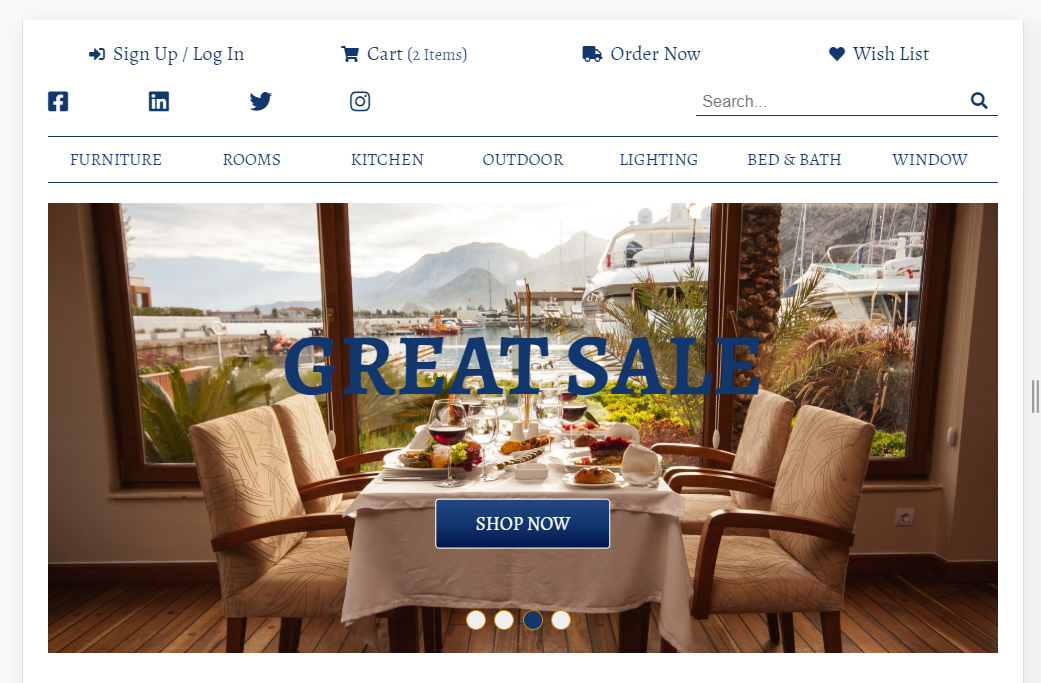 Sign Up / Log In
Cart (2 Items)
Order Now
Wish List
Search...
FURNITURE
ROOMS
KITCHEN
OUTDOOR
LIGHTING
BED & BATH
WINDOW
GREAT SALE
SHOP NOW